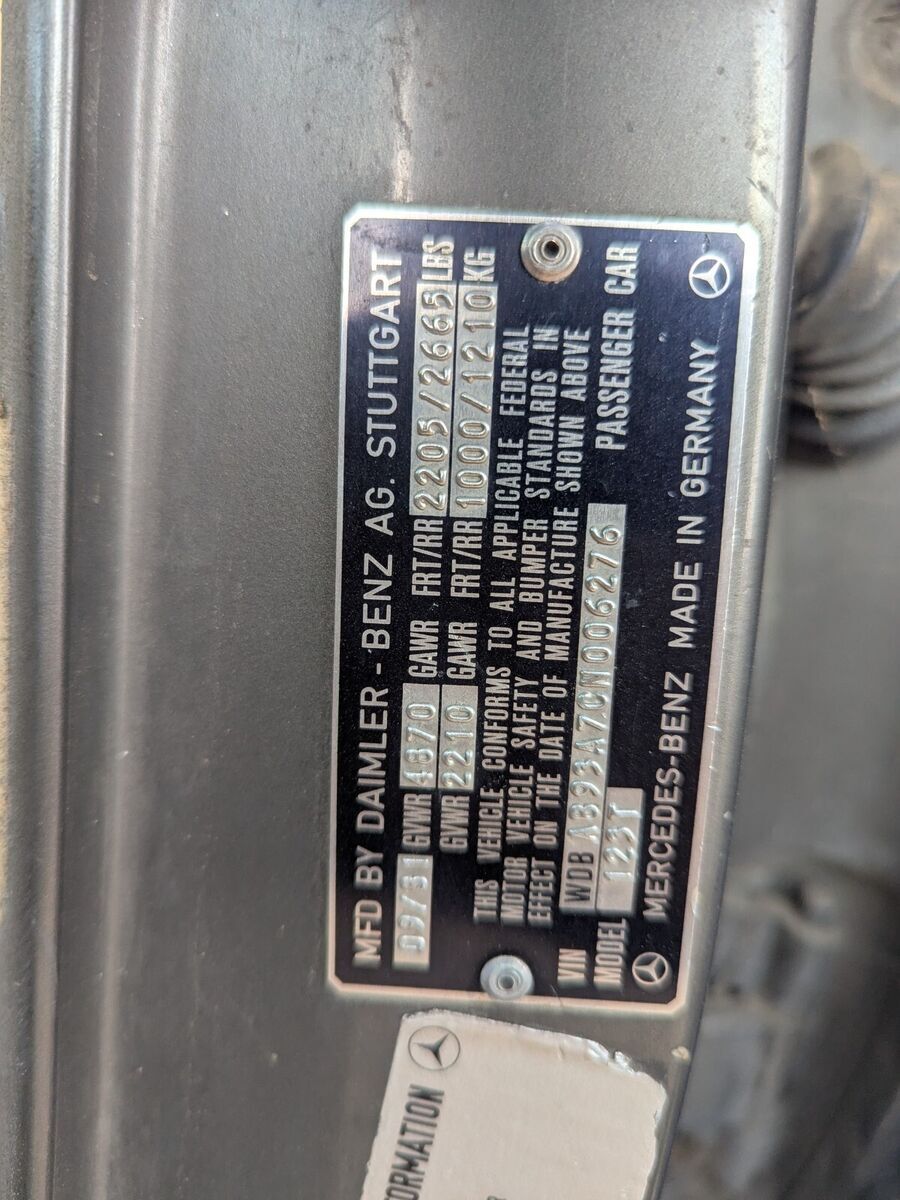 MFD BY DAIMLER - BENZ AG. STUTTGART
09/81 GVWR 4870 GAWR FRT/RR 2205/2665 LBS
GVWR 2210 GAWR FRT/RR 1000/1210 KG
THIS VEHICLE CONFORMS TO ALL APPLICABLE FEDERAL
MOTOR VEHICLE SAFETY AND BUMPER STANDARDS IN
EFFECT ON THE DATE OF MANUFACTURE SHOWN ABOVE
VIN WDB AB93A7CN006276 PASSENGER CAR
MODEL 123T
MERCEDES-BENZ MADE IN GERMANY
ORMATION